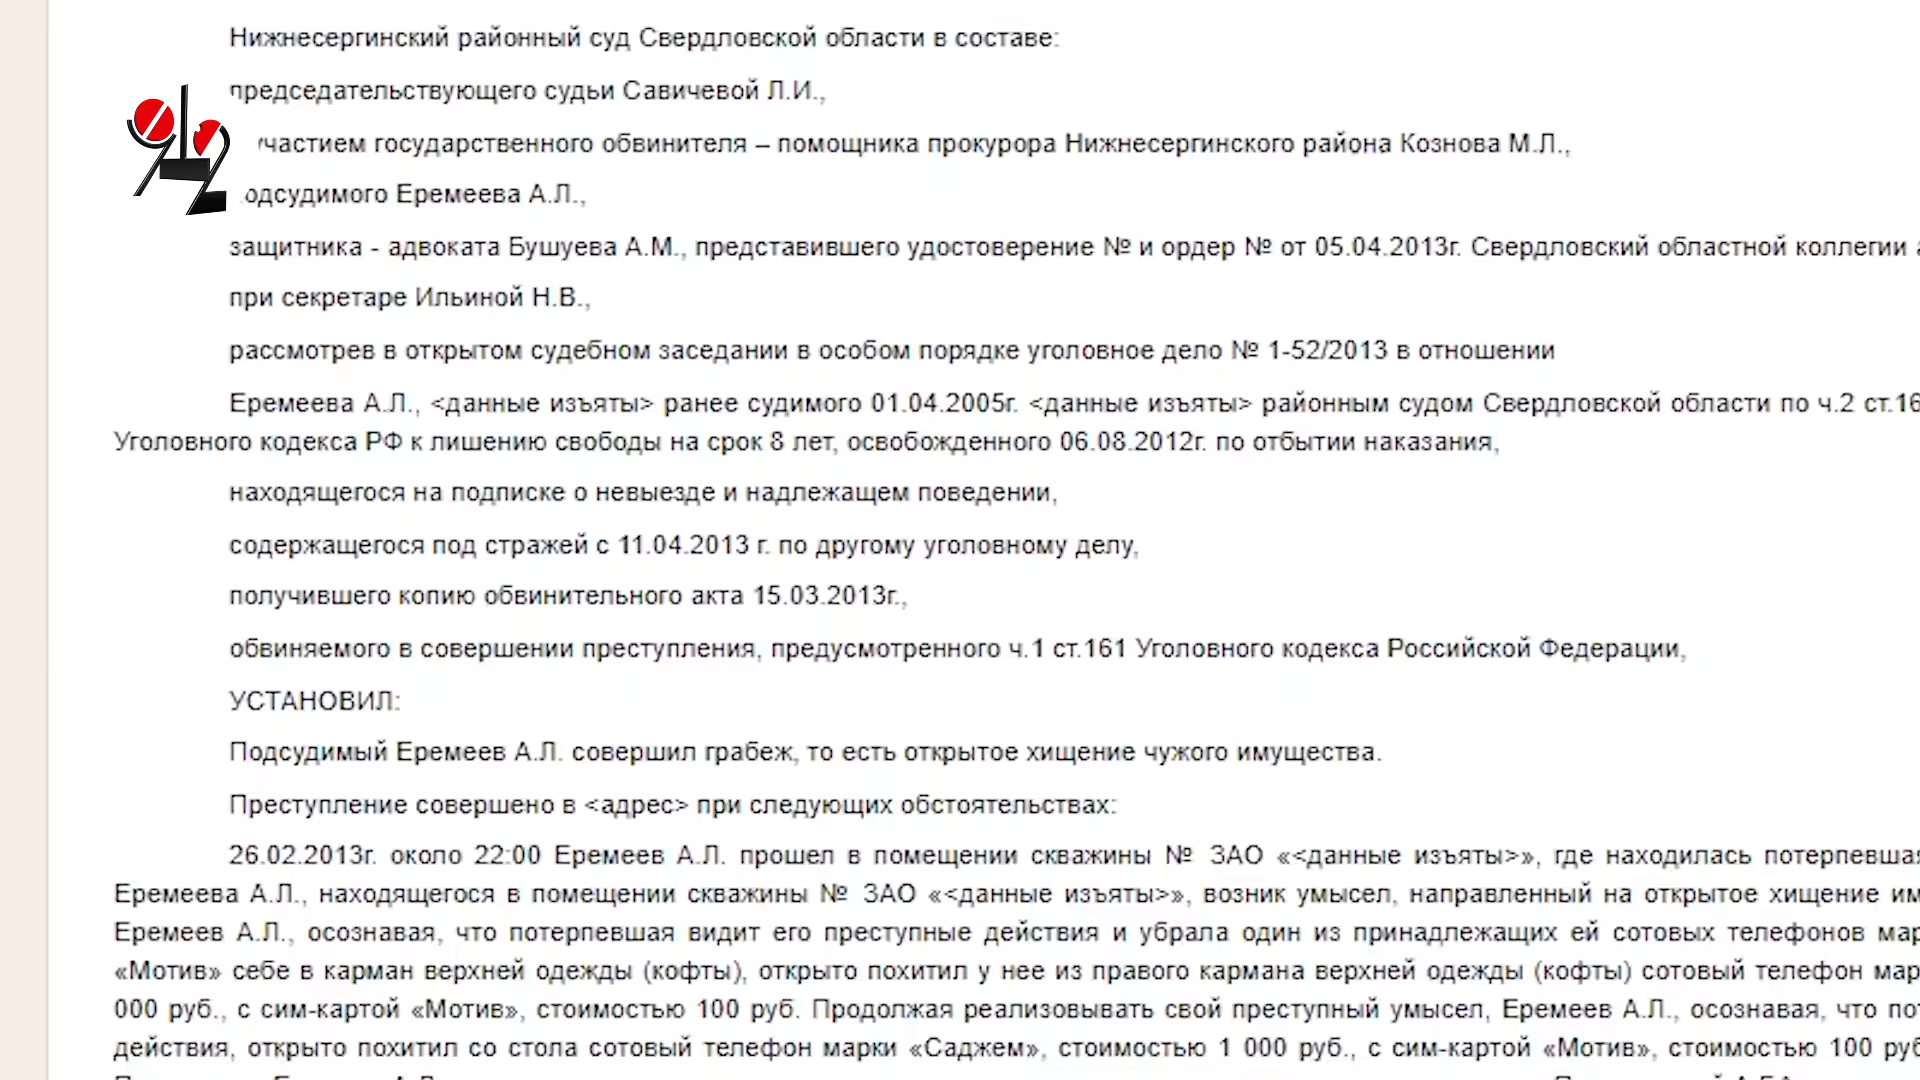 Нижнесергинский районный суд Свердловской области в составе:
председательствующего судьи Савичевой Л.И.,
участием государственного обвинителя – помощника прокурора Нижнесергинского района Кознова М.Л.,
одсудимого Еремеева А.Л.,
защитника - адвоката Бушуева А.М., представившего удостоверение № и ордер № от 05.04.2013г. Свердловский областной коллегии
при секретаре Ильиной Н.В.,
рассмотрев в открытом судебном заседании в особом порядке уголовное дело № 1-52/2013 в отношении
Еремеева А.Л., <данные изъяты> ранее судимого 01.04.2005г. <данные изъяты> районным судом Свердловской области по ч.2 ст.16
Уголовного кодекса РФ к лишению свободы на срок 8 лет, освобожденного 06.08.2012г. по отбытии наказания,
находящегося на подписке о невыезде и надлежащем поведении,
содержащегося под стражей с 11.04.2013 г. по другому уголовному делу,
получившего копию обвинительного акта 15.03.2013г.,
обвиняемого в совершении преступления, предусмотренного ч.1 ст.161 Уголовного кодекса Российской Федерации,
УСТАНОВИЛ:
Подсудимый Еремеев А.Л. совершил грабеж, то есть открытое хищение чужого имущества.
Преступление совершено в <адрес> при следующих обстоятельствах:
26.02.2013г. около 22:00 Еремеев А.Л. прошел в помещении скважины № ЗАО «<данные изъяты>», где находилась потерпевшая
Еремеева А.Л., находящегося в помещении скважины № ЗАО «<данные изъяты>», возник умысел, направленный на открытое хищение им
Еремеев А.Л., осознавая, что потерпевшая видит его преступные действия и убрала один из принадлежащих ей сотовых телефонов мар
«Мотив» себе в карман верхней одежды (кофты), открыто похитил у нее из правого кармана верхней одежды (кофты) сотовый телефон мар
000 руб., с сим-картой «Мотив», стоимостью 100 руб. Продолжая реализовывать свой преступный умысел, Еремеев А.Л., осознавая, что по
действия, открыто похитил со стола сотовый телефон марки «Саджем», стоимостью 1 000 руб., с сим-картой «Мотив», стоимостью 100 руб